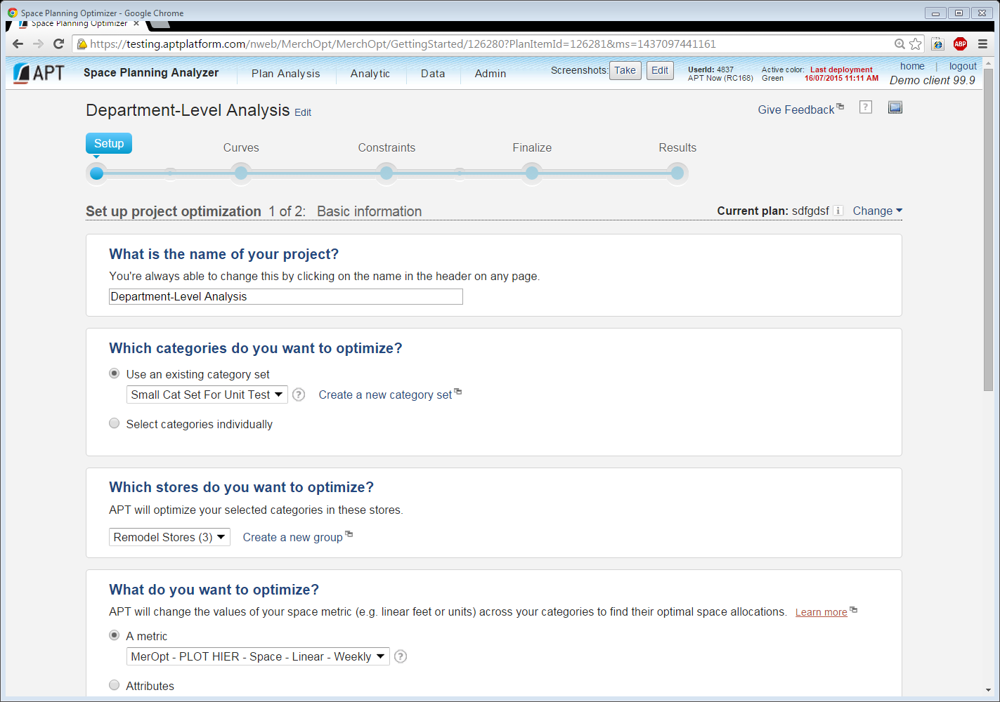 Space Planning Optimizer - Google Chrome
Space Planning Optimizer ×
https://testing.aptplatform.com/nweb/MerchOpt/MerchOpt/GettingStarted/126280?PlanItemId=126281&ms=1437097441161
ABP
APT Space Planning Analyzer Plan Analysis Analytic Data Admin Screenshots: Take Edit
UserId: 4837 Active color: Last deployment
APT Now (RC168) Green 16/07/2015 11:11 AM
home | logout
Demo client 99.9
Department-Level Analysis Edit
Give Feedback ?
Setup Curves Constraints Finalize Results
Set up project optimization 1 of 2: Basic information
Current plan: sdfgdsf i Change
What is the name of your project?
You're always able to change this by clicking on the name in the header on any page.
Department-Level Analysis
Which categories do you want to optimize?
Use an existing category set
Small Cat Set For Unit Test ? Create a new category set
Select categories individually
Which stores do you want to optimize?
APT will optimize your selected categories in these stores.
Remodel Stores (3) Create a new group
What do you want to optimize?
APT will change the values of your space metric (e.g. linear feet or units) across your categories to find their optimal space allocations. Learn more
A metric
MerOpt - PLOT HIER - Space - Linear - Weekly ?
Attributes